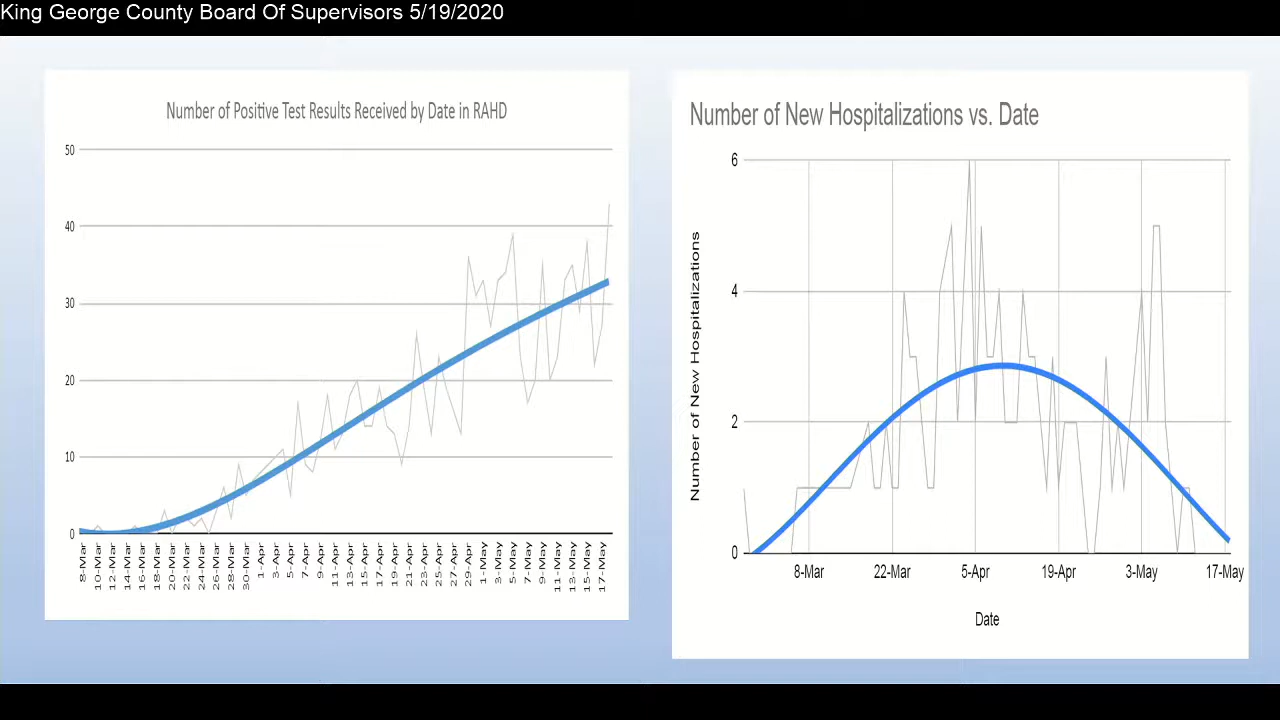 King George County Board Of Supervisors 5/19/2020
Number of Positive Test Results Received by Date in RAHD
50
40
30
20
10
0
8-Mar
10-Mar
12-Mar
14-Mar
16-Mar
18-Mar
20-Mar
22-Mar
24-Mar
26-Mar
28-Mar
30-Mar
1-Apr
3-Apr
5-Apr
7-Apr
9-Apr
11-Apr
13-Apr
15-Apr
17-Apr
19-Apr
21-Apr
23-Apr
25-Apr
27-Apr
29-Apr
1-May
3-May
5-May
7-May
9-May
11-May
13-May
15-May
17-May
Number of New Hospitalizations vs. Date
Number of New Hospitalizations
6
4
2
0
8-Mar
22-Mar
5-Apr
19-Apr
3-May
17-May
Date